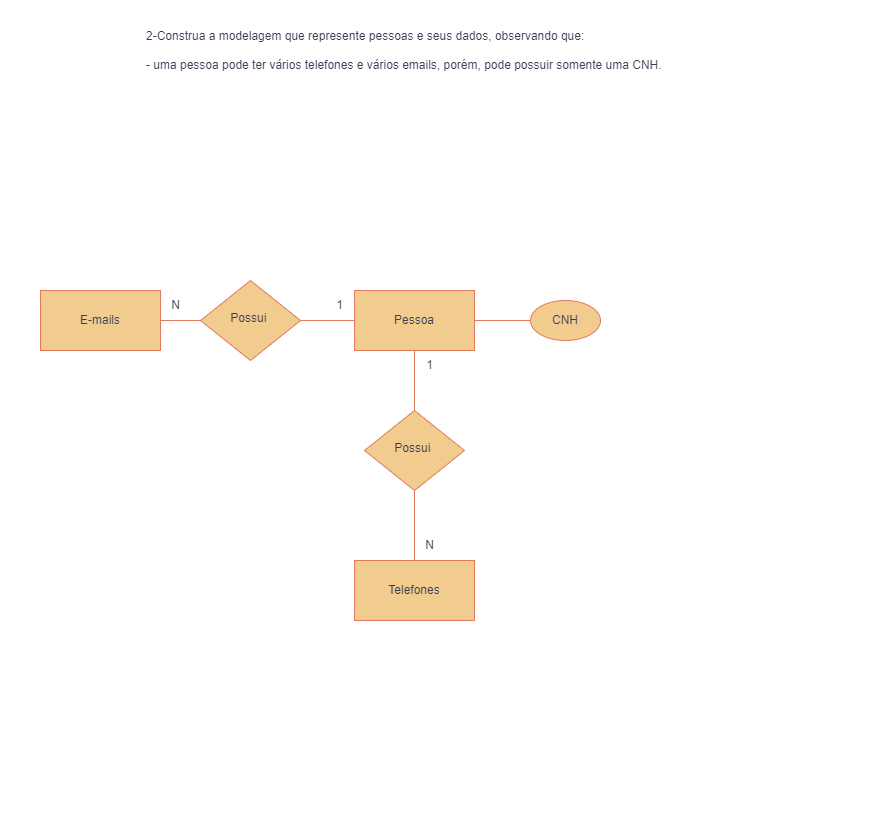 2-Construa a modelagem que represente pessoas e seus dados, observando que:
- uma pessoa pode ter vários telefones e vários emails, porém, pode possuir somente uma CNH.
N
1
E-mails
Possui
Pessoa
CNH
1
Possui
N
Telefones